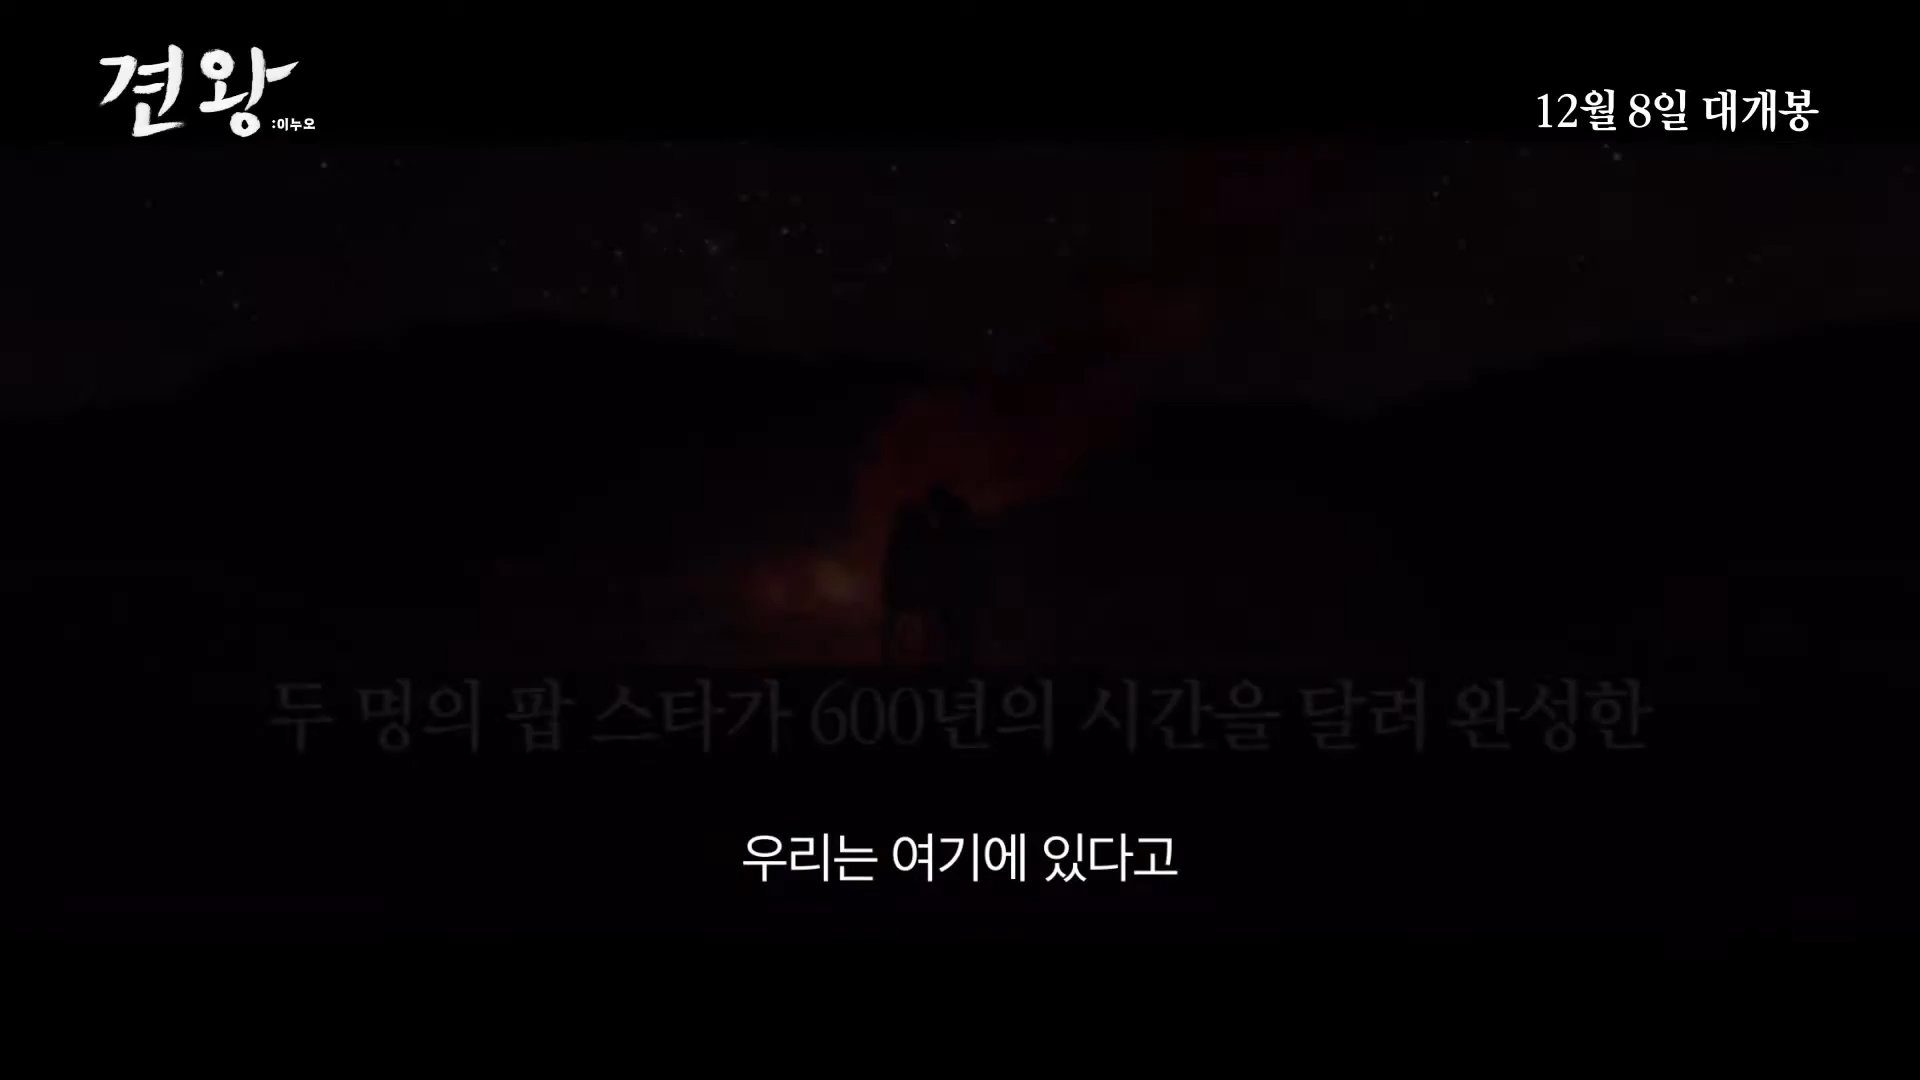 견왕
:이누오
12월 8일 대개봉
두 명의 팝 스타가 600년의 시간을 달려 완성한
우리는 여기에 있다고